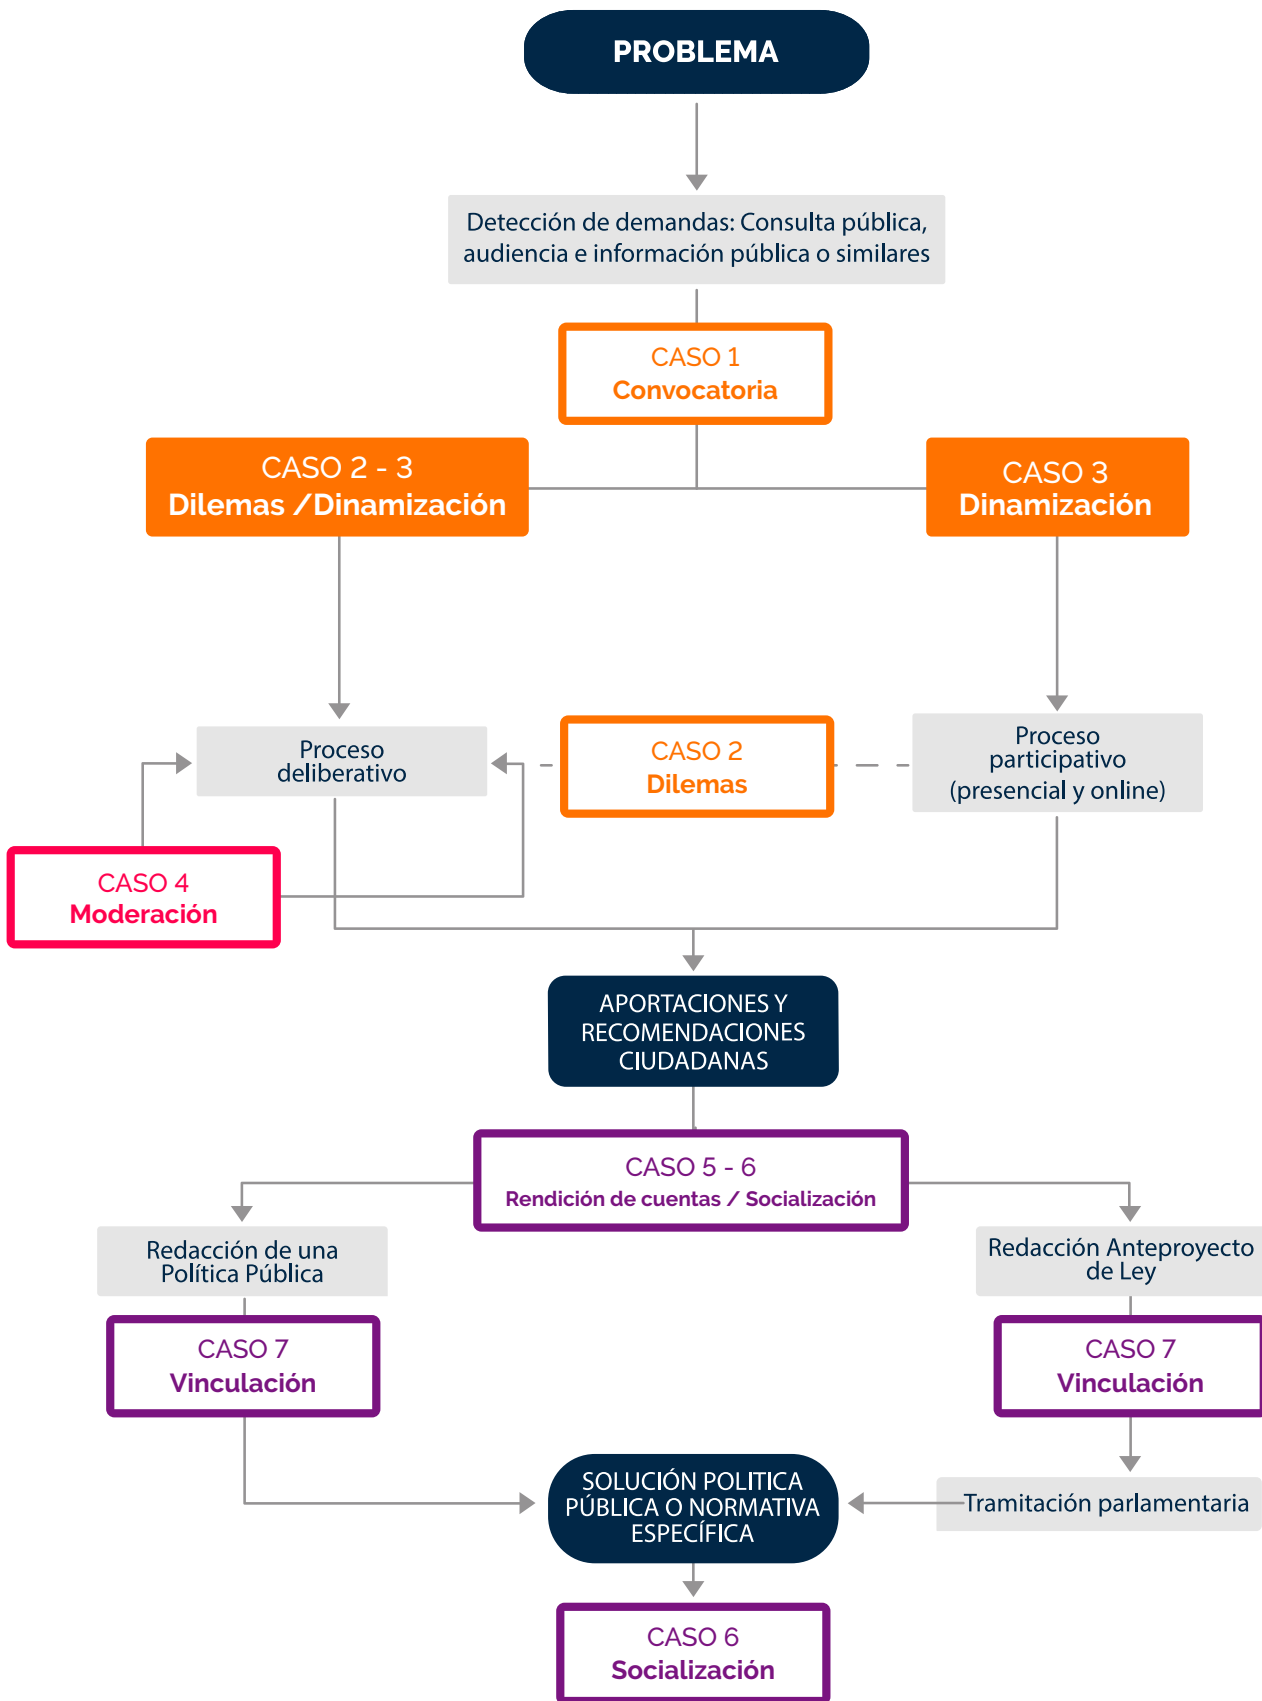 PROBLEMA
Detección de demandas: Consulta pública,
audiencia e información pública o similares
CASO 1
Convocatoria
CASO 2 - 3
Dilemas /Dinamización
CASO 3
Dinamización
Proceso
deliberativo
CASO 2
Dilemas
Proceso
participativo
(presencial y online)
CASO 4
Moderación
APORTACIONES Y
RECOMENDACIONES
CIUDADANAS
CASO 5 - 6
Rendición de cuentas / Socialización
Redacción de una
Política Pública
Redacción Anteproyecto
de Ley
CASO 7
Vinculación
CASO 7
Vinculación
SOLUCIÓN POLITICA
PÚBLICA O NORMATIVA
ESPECÍFICA
Tramitación parlamentaria
CASO 6
Socialización